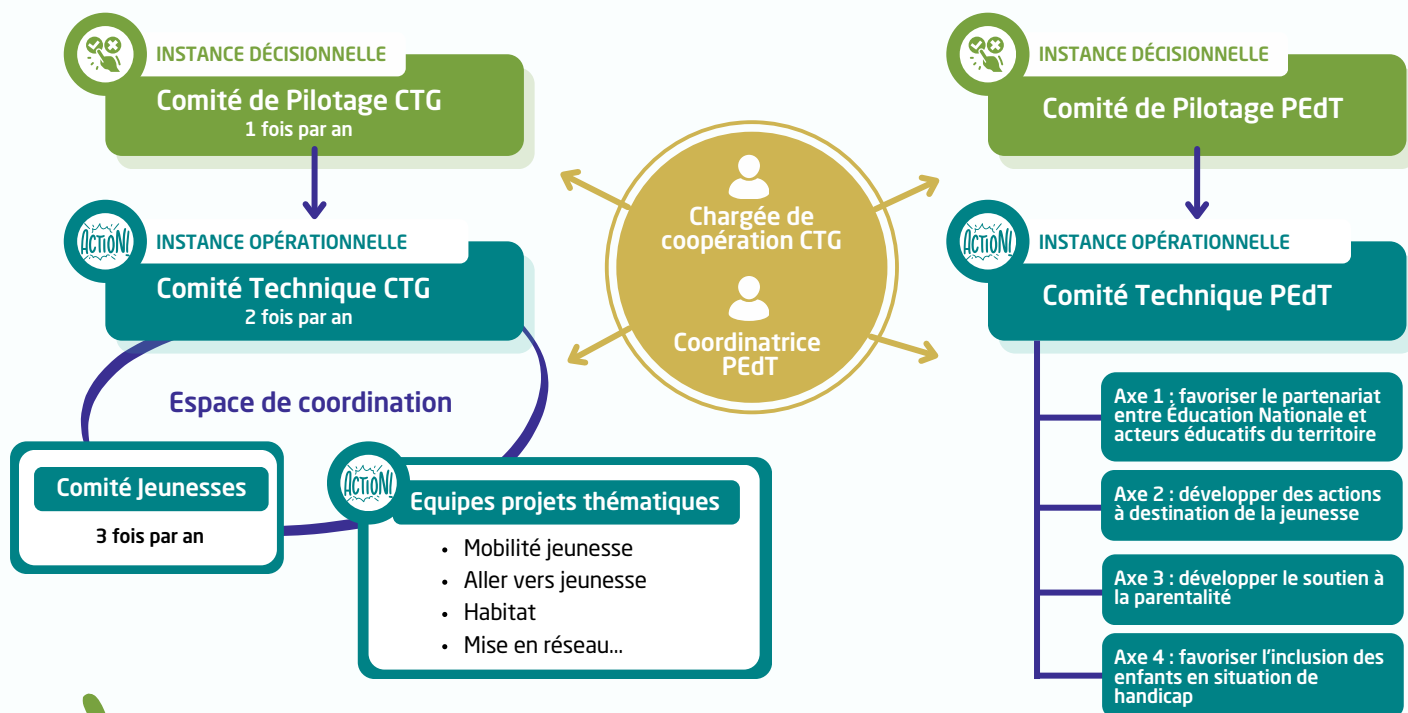 INSTANCE DÉCISIONNELLE
Comité de Pilotage CTG
1 fois par an
ACTION!
INSTANCE OPÉRATIONNELLE
Comité Technique CTG
2 fois par an
Espace de coordination
Comité Jeunesses
3 fois par an
ACTION!
Equipes projets thématiques
• Mobilité jeunesse
• Aller vers jeunesse
• Habitat
• Mise en réseau...
Chargée de
coopération CTG
Coordinatrice
PEdT
INSTANCE DÉCISIONNELLE
Comité de Pilotage PEdT
ACTION!
INSTANCE OPÉRATIONNELLE
Comité Technique PEdT
Axe 1 : favoriser le partenariat
entre Éducation Nationale et
acteurs éducatifs du territoire
Axe 2 : développer des actions
à destination de la jeunesse
Axe 3 : développer le soutien à
la parentalité
Axe 4 : favoriser l'inclusion des
enfants en situation de
handicap